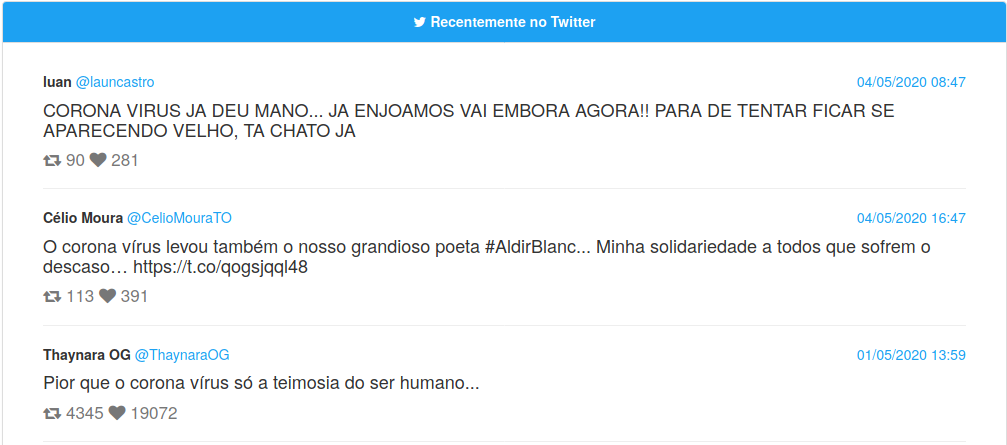 Recentemente no Twitter
luan @launcastro 04/05/2020 08:47
CORONA VIRUS JA DEU MANO... JA ENJOAMOS VAI EMBORA AGORA!! PARA DE TENTAR FICAR SE
APARECENDO VELHO, TA CHATO JA
90 281
Célio Moura @CelioMouraTO 04/05/2020 16:47
O corona vírus levou também o nosso grandioso poeta #AldirBlanc... Minha solidariedade a todos que sofrem o
descaso… https://t.co/qogsjqql48
113 391
Thaynara OG @ThaynaraOG 01/05/2020 13:59
Pior que o corona vírus só a teimosia do ser humano...
4345 19072